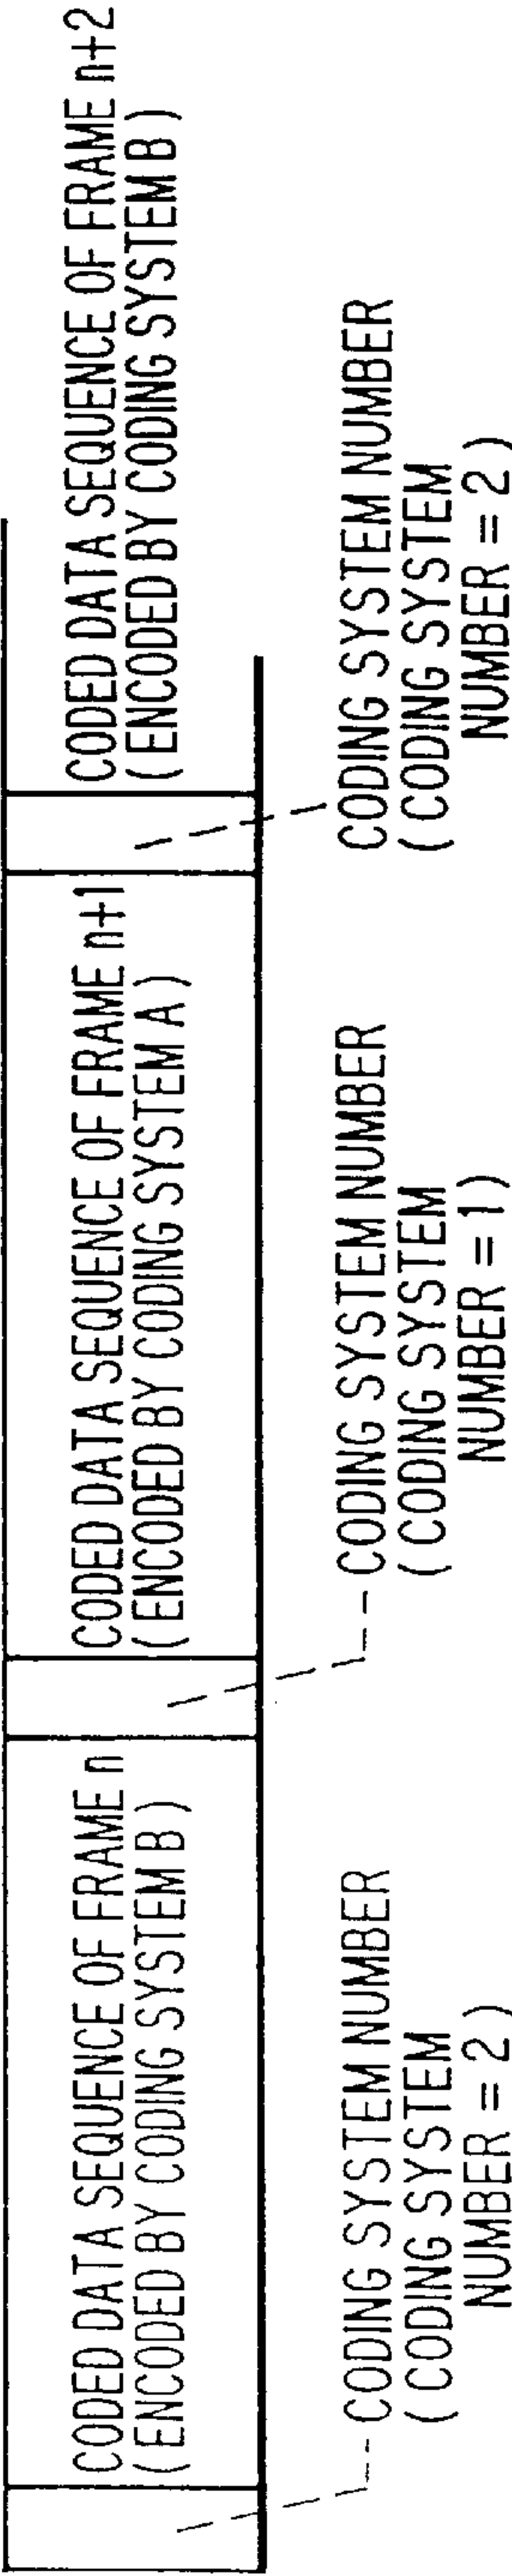 CODED DATA SEQUENCE OF FRAME n
( ENCODED BY CODING SYSTEM B )
CODED DATA SEQUENCE OF FRAME n+1
( ENCODED BY CODING SYSTEM A )
CODED DATA SEQUENCE OF FRAME n+2
( ENCODED BY CODING SYSTEM B )
CODING SYSTEM NUMBER
( CODING SYSTEM
NUMBER = 2 )
CODING SYSTEM NUMBER
( CODING SYSTEM
NUMBER = 1 )
CODING SYSTEM NUMBER
( CODING SYSTEM
NUMBER = 2 )